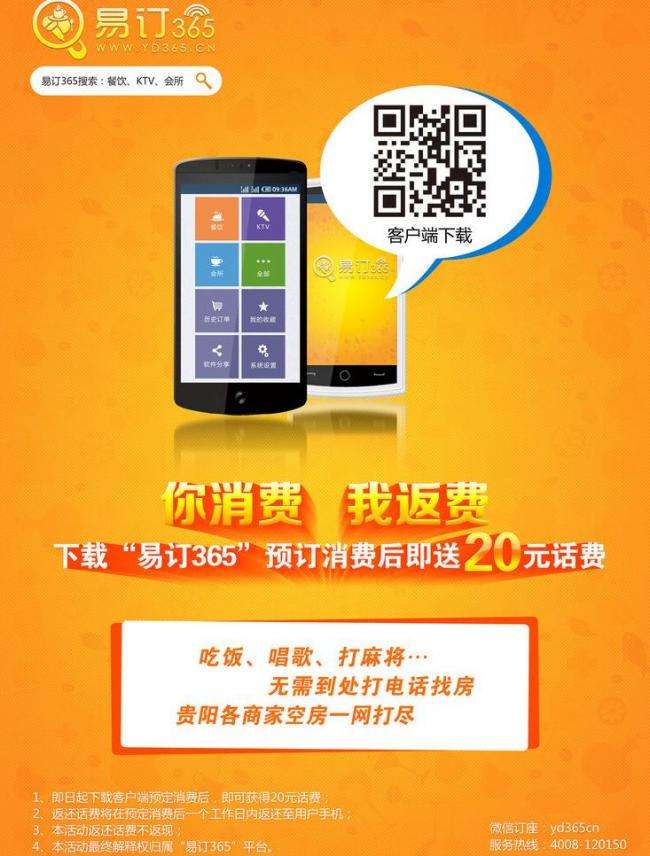 易订365
WWW.YD365.CN
易订365搜索：餐饮、KTV、会所
客户端下载
09:36AM
餐饮 KTV
会所 全部
历史订单 我的收藏
软件分享 系统设置
易订365
你消费 我返费
下载“易订365”预订消费后即送20元话费
吃饭、唱歌、打麻将…
无需到处打电话找房
贵阳各商家空房一网打尽
1、即日起下载客户端预定消费后，即可获得20元话费；
2、返还话费将在预定消费后一个工作日内返还至用户手机；
3、本活动返还话费不返现；
4、本活动最终解释权归属“易订365”平台。
微信订座：yd365cn
服务热线：4008-120150